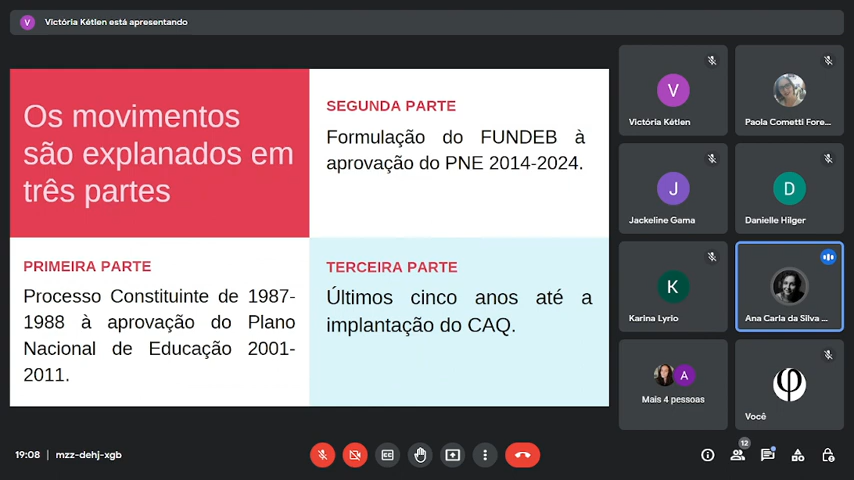 V Victória Kétlen está apresentando
Os movimentos
são explanados em
três partes
SEGUNDA PARTE
Formulação do FUNDEB à
aprovação do PNE 2014-2024.
PRIMEIRA PARTE
Processo Constituinte de 1987-
1988 à aprovação do Plano
Nacional de Educação 2001-
2011.
TERCEIRA PARTE
Últimos cinco anos até a
implantação do CAQ.
V
Victória Kétlen
Paola Cometti Fore...
J
Jackeline Gama
D
Danielle Hilger
K
Karina Lyrio
Ana Carla da Silva ...
A
Mais 4 pessoas
φ
Você
19:08 mzz-dehj-xgb
CC
12